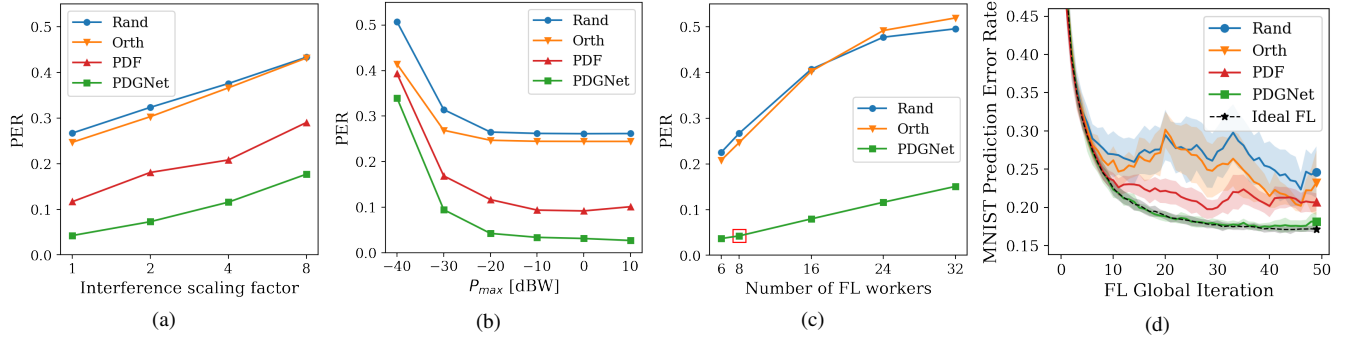 PER
0.5
0.4
0.3
0.2
0.1
0.0
Rand
Orth
PDF
PDGNet
1 2 4 8
Interference scaling factor
(a)
PER
0.5
0.4
0.3
0.2
0.1
0.0
Rand
Orth
PDF
PDGNet
−40 −30 −20 −10 0 10
P_max [dBW]
(b)
PER
0.5
0.4
0.3
0.2
0.1
0.0
Rand
Orth
PDGNet
6 8 16 24 32
Number of FL workers
(c)
MNIST Prediction Error Rate
0.45
0.40
0.35
0.30
0.25
0.20
0.15
Rand
Orth
PDF
PDGNet
Ideal FL
0 10 20 30 40 50
FL Global Iteration
(d)